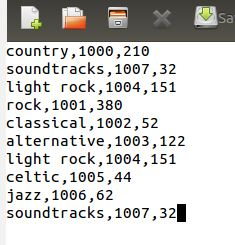 Sa
country,1000,210
soundtracks,1007,32
light rock,1004,151
rock,1001,380
classical,1002,52
alternative,1003,122
light rock,1004,151
celtic,1005,44
jazz,1006,62
soundtracks,1007,32